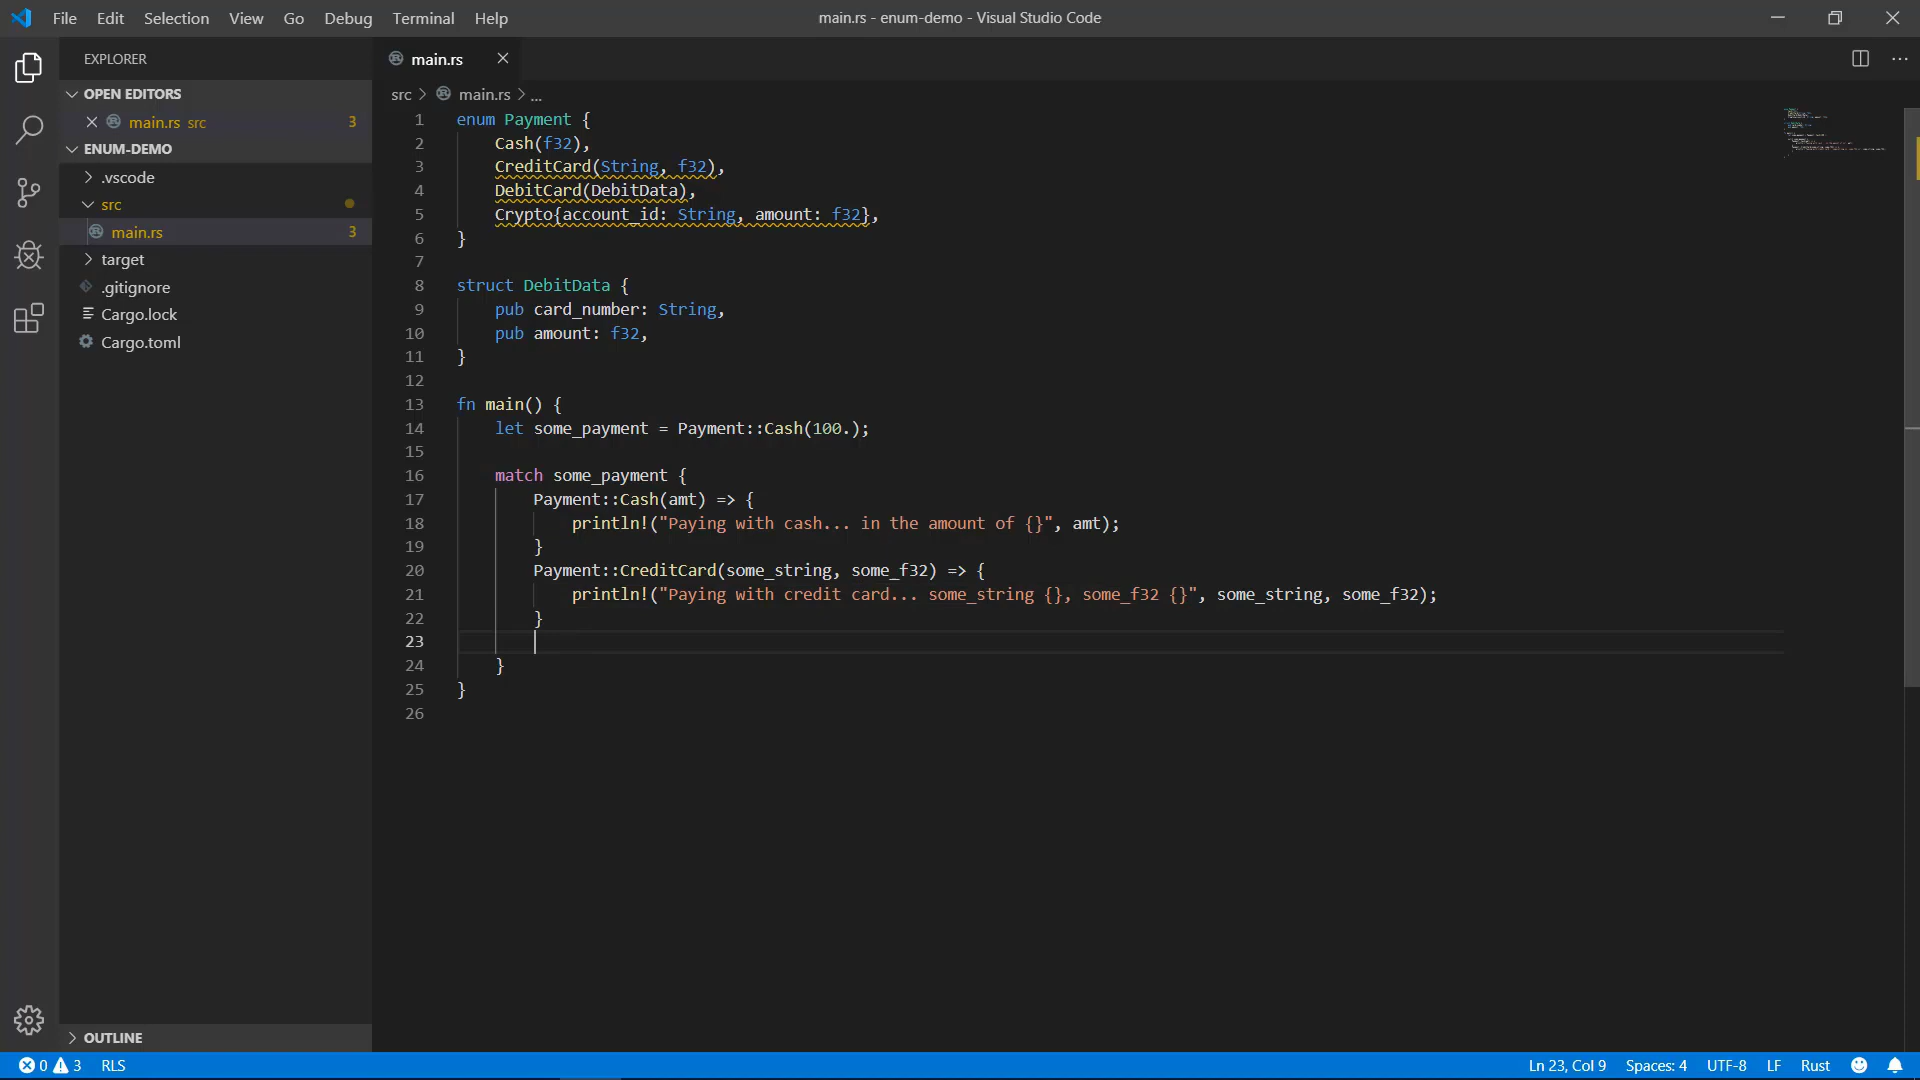 File Edit Selection View Go Debug Terminal Help
main.rs - enum-demo - Visual Studio Code
EXPLORER
OPEN EDITORS
main.rs src 3
ENUM-DEMO
.vscode
src
main.rs 3
target
.gitignore
Cargo.lock
Cargo.toml
OUTLINE
main.rs
src > main.rs > ...
1 enum Payment {
2     Cash(f32),
3     CreditCard(String, f32),
4     DebitCard(DebitData),
5     Crypto{account_id: String, amount: f32},
6 }
7
8 struct DebitData {
9     pub card_number: String,
10     pub amount: f32,
11 }
12
13 fn main() {
14     let some_payment = Payment::Cash(100.);
15
16     match some_payment {
17         Payment::Cash(amt) => {
18             println!("Paying with cash... in the amount of {}", amt);
19         }
20         Payment::CreditCard(some_string, some_f32) => {
21             println!("Paying with credit card... some_string {}, some_f32 {}", some_string, some_f32);
22         }
23
24     }
25 }
26
0 3 RLS
Ln 23, Col 9 Spaces: 4 UTF-8 LF Rust